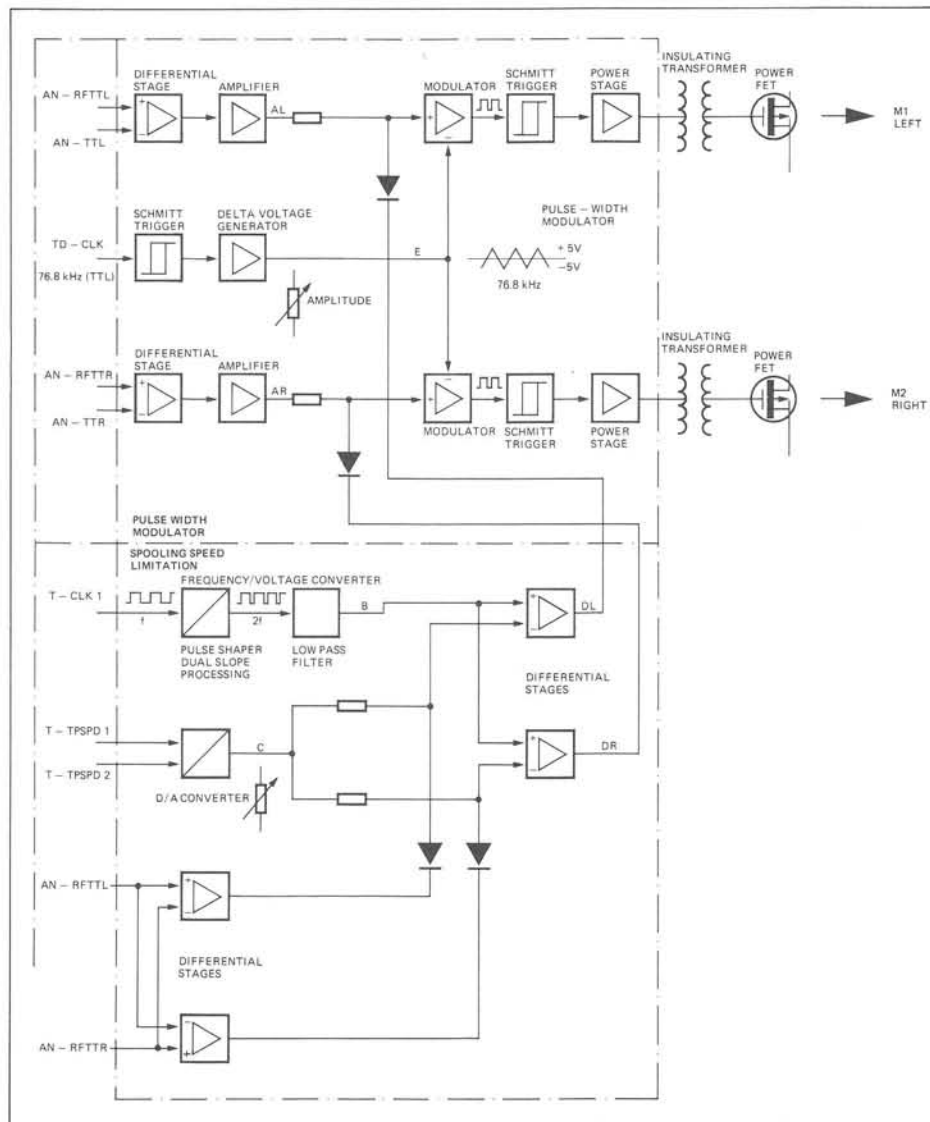 INSULATING
TRANSFORMER
DIFFERENTIAL
STAGE
AMPLIFIER
MODULATOR
SCHMITT
TRIGGER
POWER
STAGE
POWER
FET
AN – RFTTL
AL
M1
LEFT
AN – TTL
+
–
+
–
SCHMITT
TRIGGER
DELTA VOLTAGE
GENERATOR
PULSE – WIDTH
MODULATOR
TD – CLK
E
+ 5V
–5V
76.8 kHz (TTL)
76.8 kHz
AMPLITUDE
INSULATING
TRANSFORMER
DIFFERENTIAL
STAGE
AMPLIFIER
POWER
FET
AN – RFTTR
AR
M2
RIGHT
AN – TTR
+
–
–
+
MODULATOR
SCHMITT
TRIGGER
POWER
STAGE
PULSE WIDTH
MODULATOR
SPOOLING SPEED
LIMITATION
FREQUENCY/VOLTAGE CONVERTER
T – CLK 1
f
2f
B
+
–
DL
PULSE SHAPER
DUAL SLOPE
PROCESSING
LOW PASS
FILTER
DIFFERENTIAL
STAGES
T – TPSPD 1
C
+
–
DR
T – TPSPD 2
D/A CONVERTER
AN – RFTTL
+
–
DIFFERENTIAL
STAGES
AN – RFTTR
–
+